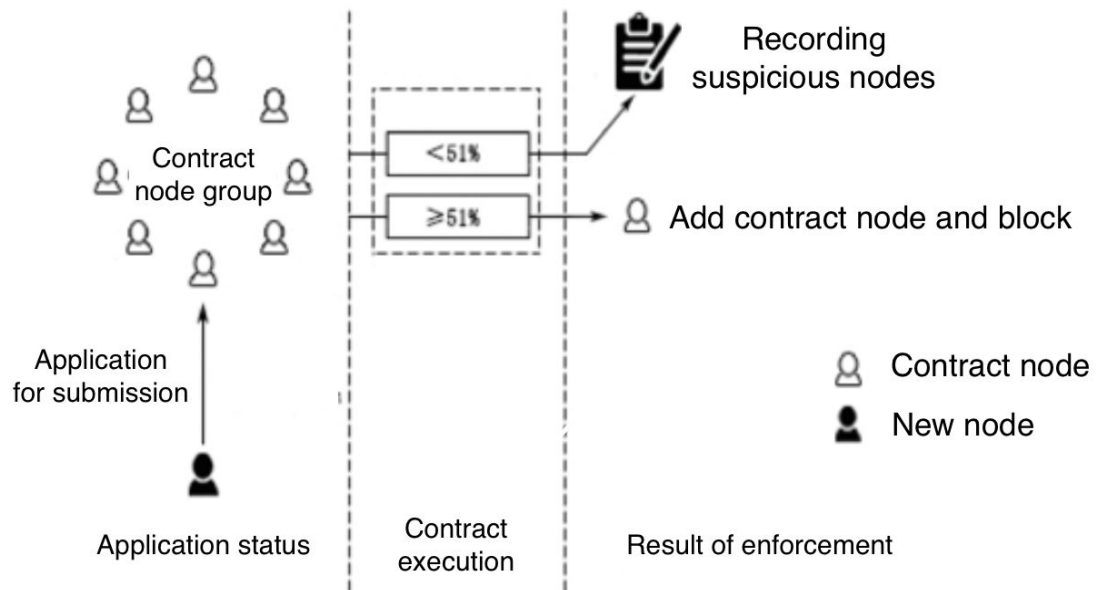 Recording
suspicious nodes
Contract
node group
<51%
⩾51%
Add contract node and block
Application
for submission
Contract node
New node
Application status
Contract
execution
Result of enforcement